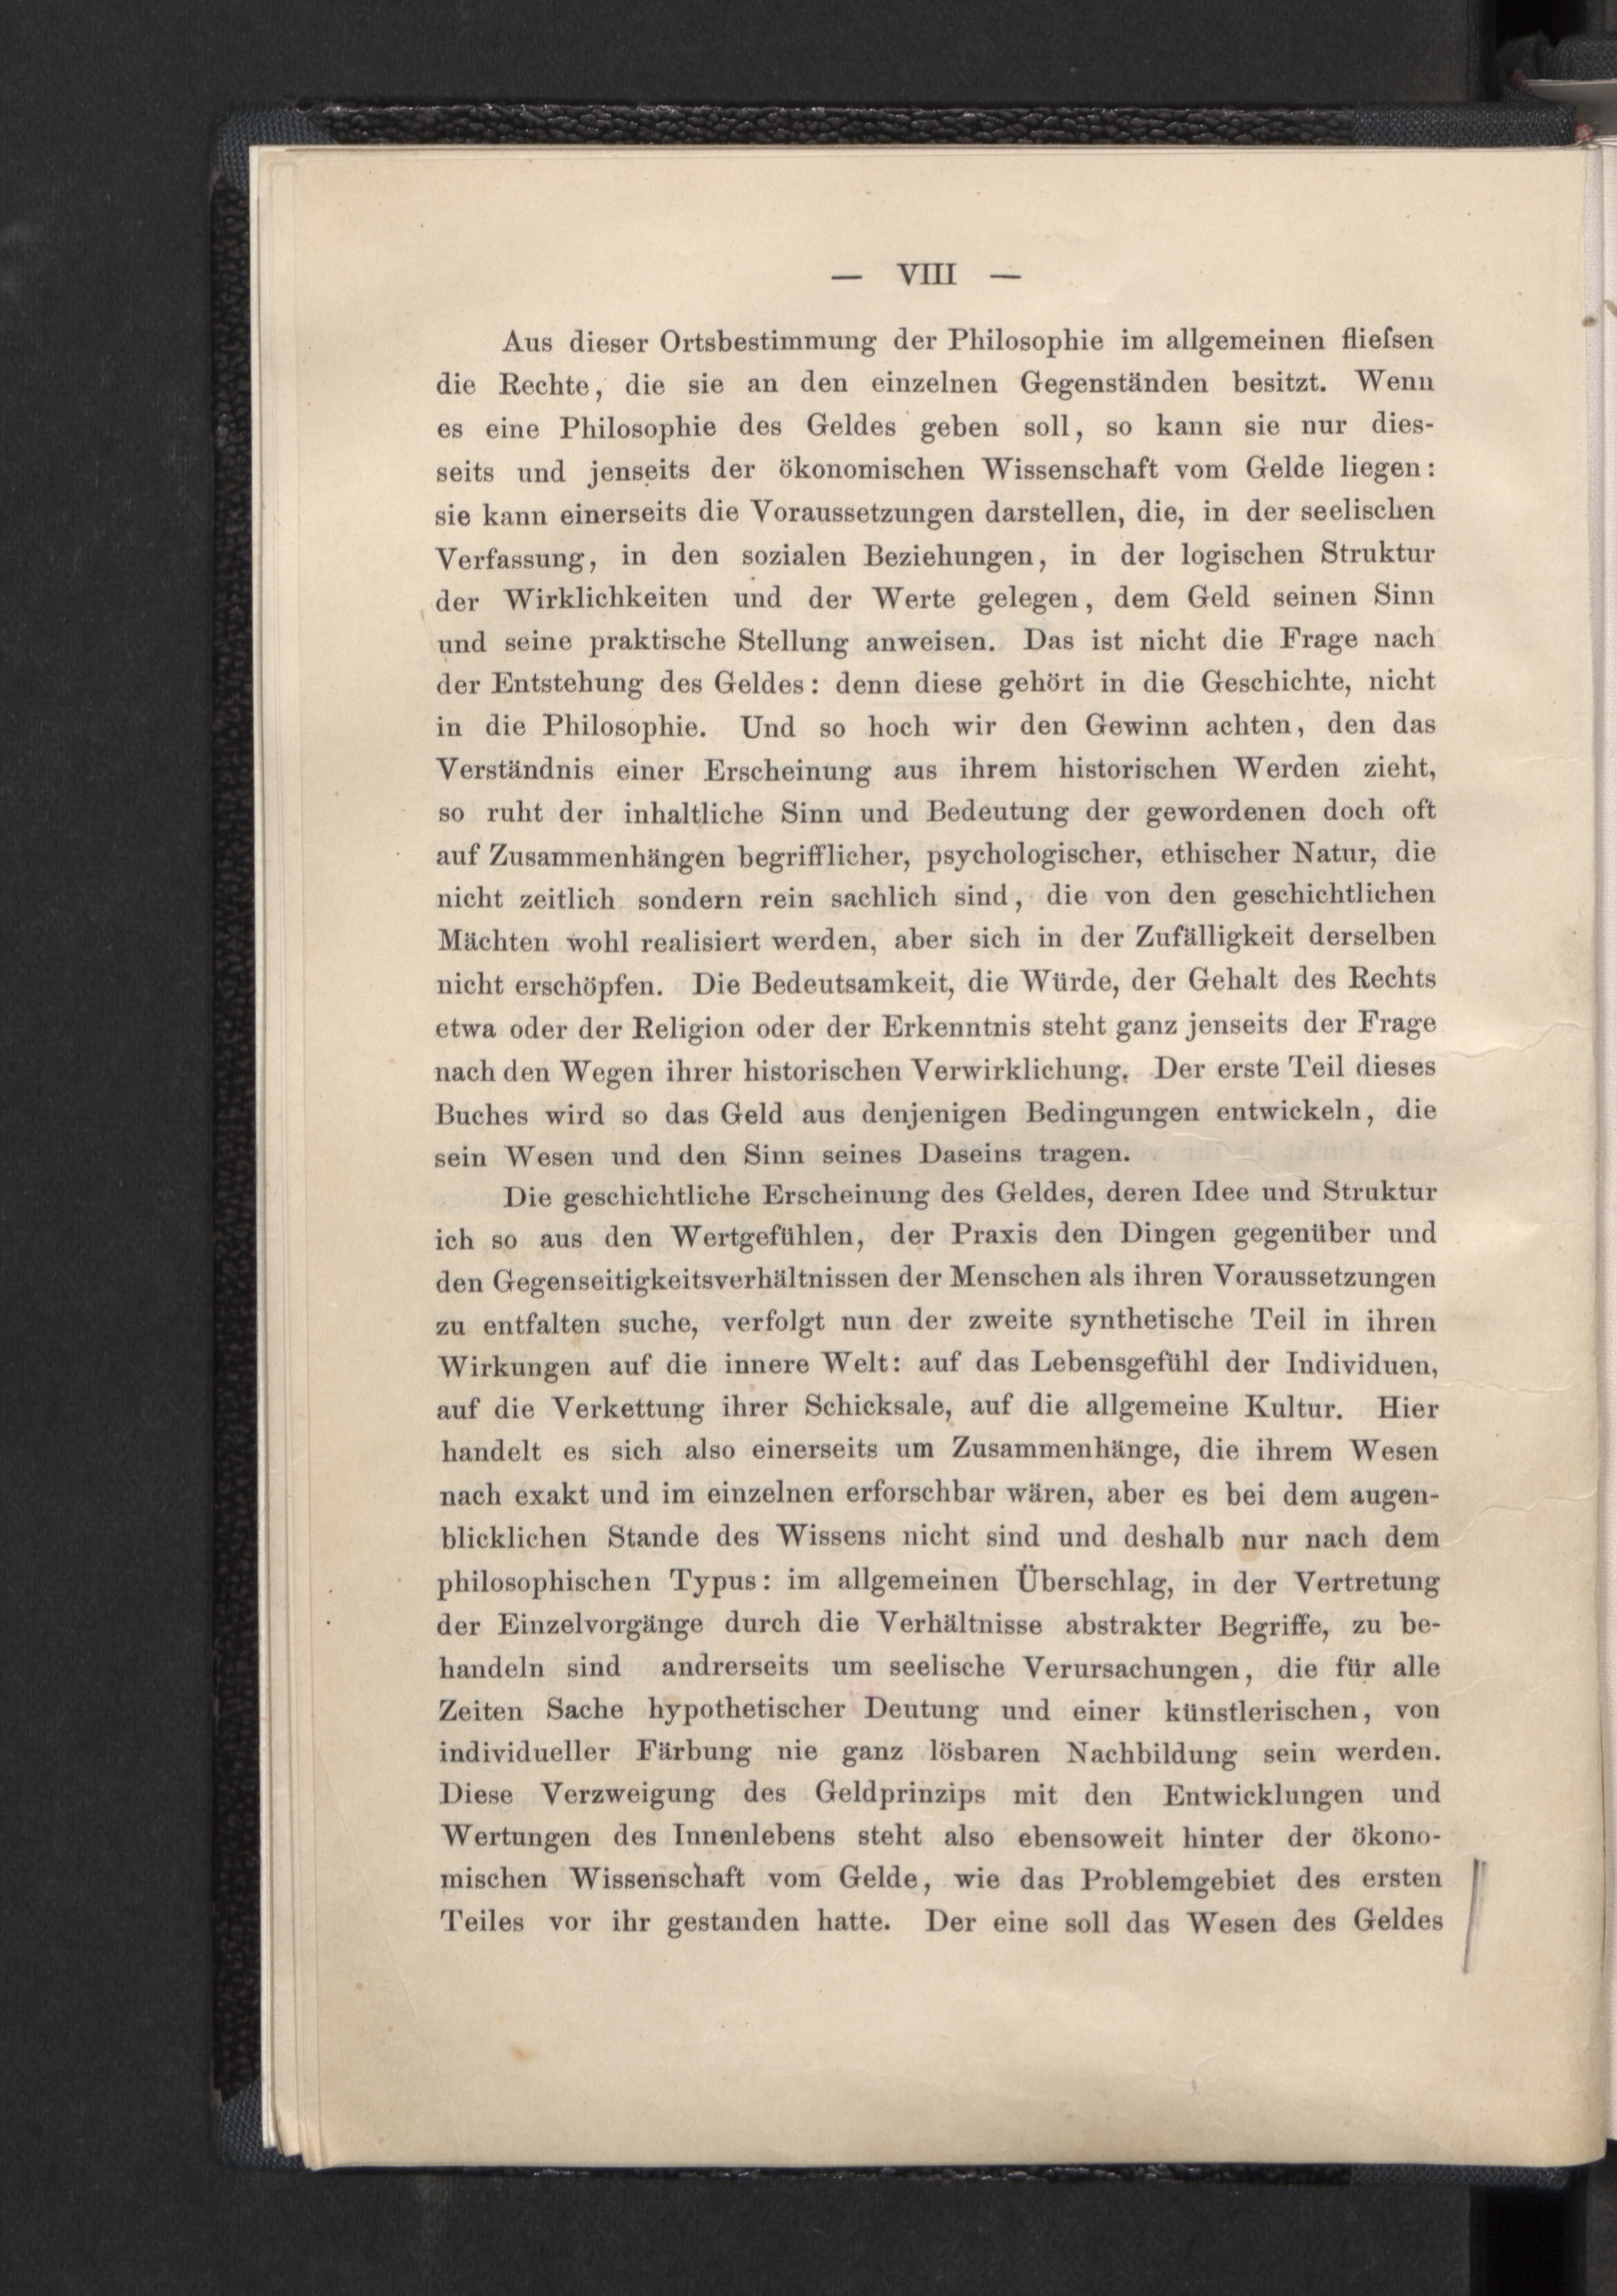 — VIII —
Aus dieser Ortsbestimmung der Philosophie im allgemeinen flieſsen
die Rechte, die sie an den einzelnen Gegenständen besitzt. Wenn
es eine Philosophie des Geldes geben soll, so kann sie nur dies-
seits und jenseits der ökonomischen Wissenschaft vom Gelde liegen:
sie kann einerseits die Voraussetzungen darstellen, die, in der seelischen
Verfassung, in den sozialen Beziehungen, in der logischen Struktur
der Wirklichkeiten und der Werte gelegen, dem Geld seinen Sinn
und seine praktische Stellung anweisen. Das ist nicht die Frage nach
der Entstehung des Geldes: denn diese gehört in die Geschichte, nicht
in die Philosophie. Und so hoch wir den Gewinn achten, den das
Verständnis einer Erscheinung aus ihrem historischen Werden zieht,
so ruht der inhaltliche Sinn und Bedeutung der gewordenen doch oft
auf Zusammenhängen begrifflicher, psychologischer, ethischer Natur, die
nicht zeitlich sondern rein sachlich sind, die von den geschichtlichen
Mächten wohl realisiert werden, aber sich in der Zufälligkeit derselben
nicht erschöpfen. Die Bedeutsamkeit, die Würde, der Gehalt des Rechts
etwa oder der Religion oder der Erkenntnis steht ganz jenseits der Frage
nach den Wegen ihrer historischen Verwirklichung. Der erste Teil dieses
Buches wird so das Geld aus denjenigen Bedingungen entwickeln, die
sein Wesen und den Sinn seines Daseins tragen.
Die geschichtliche Erscheinung des Geldes, deren Idee und Struktur
ich so aus den Wertgefühlen, der Praxis den Dingen gegenüber und
den Gegenseitigkeitsverhältnissen der Menschen als ihren Voraussetzungen
zu entfalten suche, verfolgt nun der zweite synthetische Teil in ihren
Wirkungen auf die innere Welt: auf das Lebensgefühl der Individuen,
auf die Verkettung ihrer Schicksale, auf die allgemeine Kultur. Hier
handelt es sich also einerseits um Zusammenhänge, die ihrem Wesen
nach exakt und im einzelnen erforschbar wären, aber es bei dem augen-
blicklichen Stande des Wissens nicht sind und deshalb nur nach dem
philosophischen Typus: im allgemeinen Überschlag, in der Vertretung
der Einzelvorgänge durch die Verhältnisse abstrakter Begriffe, zu be-
handeln sind andrerseits um seelische Verursachungen, die für alle
Zeiten Sache hypothetischer Deutung und einer künstlerischen, von
individueller Färbung nie ganz lösbaren Nachbildung sein werden.
Diese Verzweigung des Geldprinzips mit den Entwicklungen und
Wertungen des Innenlebens steht also ebensoweit hinter der ökono-
mischen Wissenschaft vom Gelde, wie das Problemgebiet des ersten
Teiles vor ihr gestanden hatte. Der eine soll das Wesen des Geldes